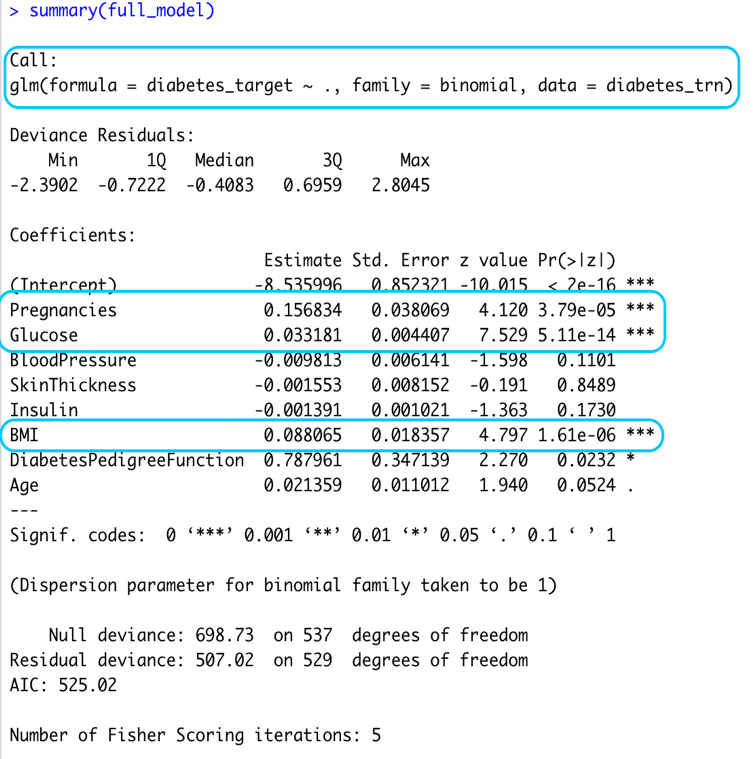 > summary(full_model)
Call:
glm(formula = diabetes_target ~ ., family = binomial, data = diabetes_trn)
Deviance Residuals:
    Min      1Q   Median      3Q     Max
-2.3902  -0.7222  -0.4083   0.6959   2.8045
Coefficients:
                          Estimate Std. Error z value Pr(>|z|)
(Intercept)              -8.535996   0.852321 -10.015  < 2e-16 ***
Pregnancies               0.156834   0.038069   4.120 3.79e-05 ***
Glucose                   0.033181   0.004407   7.529 5.11e-14 ***
BloodPressure            -0.009813   0.006141  -1.598   0.1101
SkinThickness            -0.001553   0.008152  -0.191   0.8489
Insulin                  -0.001391   0.001021  -1.363   0.1730
BMI                       0.088065   0.018357   4.797 1.61e-06 ***
DiabetesPedigreeFunction  0.787961   0.347139   2.270   0.0232 *
Age                       0.021359   0.011012   1.940   0.0524 .
---
Signif. codes:  0 ‘***’ 0.001 ‘**’ 0.01 ‘*’ 0.05 ‘.’ 0.1 ‘ ’ 1
(Dispersion parameter for binomial family taken to be 1)
    Null deviance: 698.73  on 537  degrees of freedom
Residual deviance: 507.02  on 529  degrees of freedom
AIC: 525.02
Number of Fisher Scoring iterations: 5